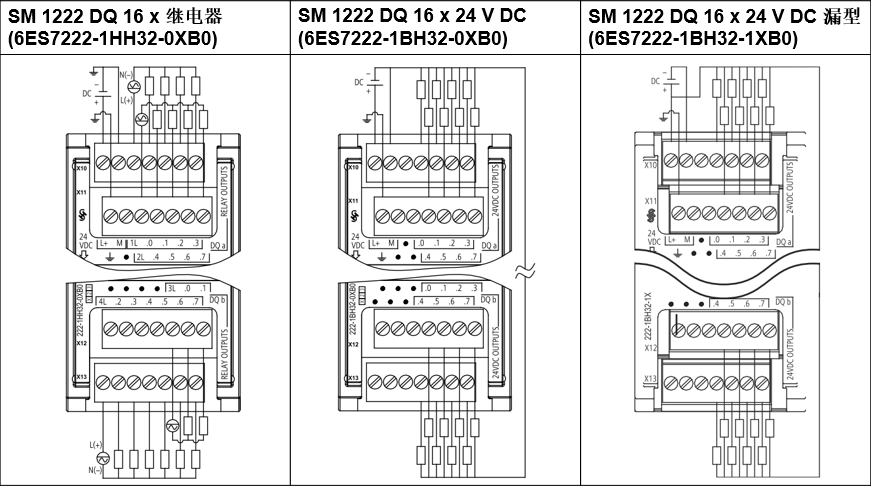 SM 1222 DQ 16 x 继电器
(6ES7222-1HH32-0XB0)
SM 1222 DQ 16 x 24 V DC
(6ES7222-1BH32-0XB0)
SM 1222 DQ 16 x 24 V DC 漏型
(6ES7222-1BH32-1XB0)
N(–)
DC
–
+
L(+)
X10
X11
RELAY OUTPUTS
24
VDC
L+ M 1L .0 .1 .2 .3 DQ a
2L .4 .5 .6 .7
222-1HH32-0XB0
3L .0 .1
4L .2 .3 .4 .5 .6 .7 DQ b
X12
RELAY OUTPUTS
X13
L(+)
N(–)
DC
–
+
X10
X11
24VDC OUTPUTS
24
VDC
L+ M .0 .1 .2 .3 DQ a
.4 .5 .6 .7
222-1BH32-0XB0
.0 .1 .2 .3
.4 .5 .6 .7 DQ b
X12
24VDC OUTPUTS
X13
DC
–
+
X10
X11
24VDC OUTPUTS
24
VDC
L+ M .0 .1 .2 .3 DQ a
.4 .5 .6 .7
222-1BH32-1X
.4 .5 .6 .7 DQ b
X12
24VDC OUTPUTS
X13